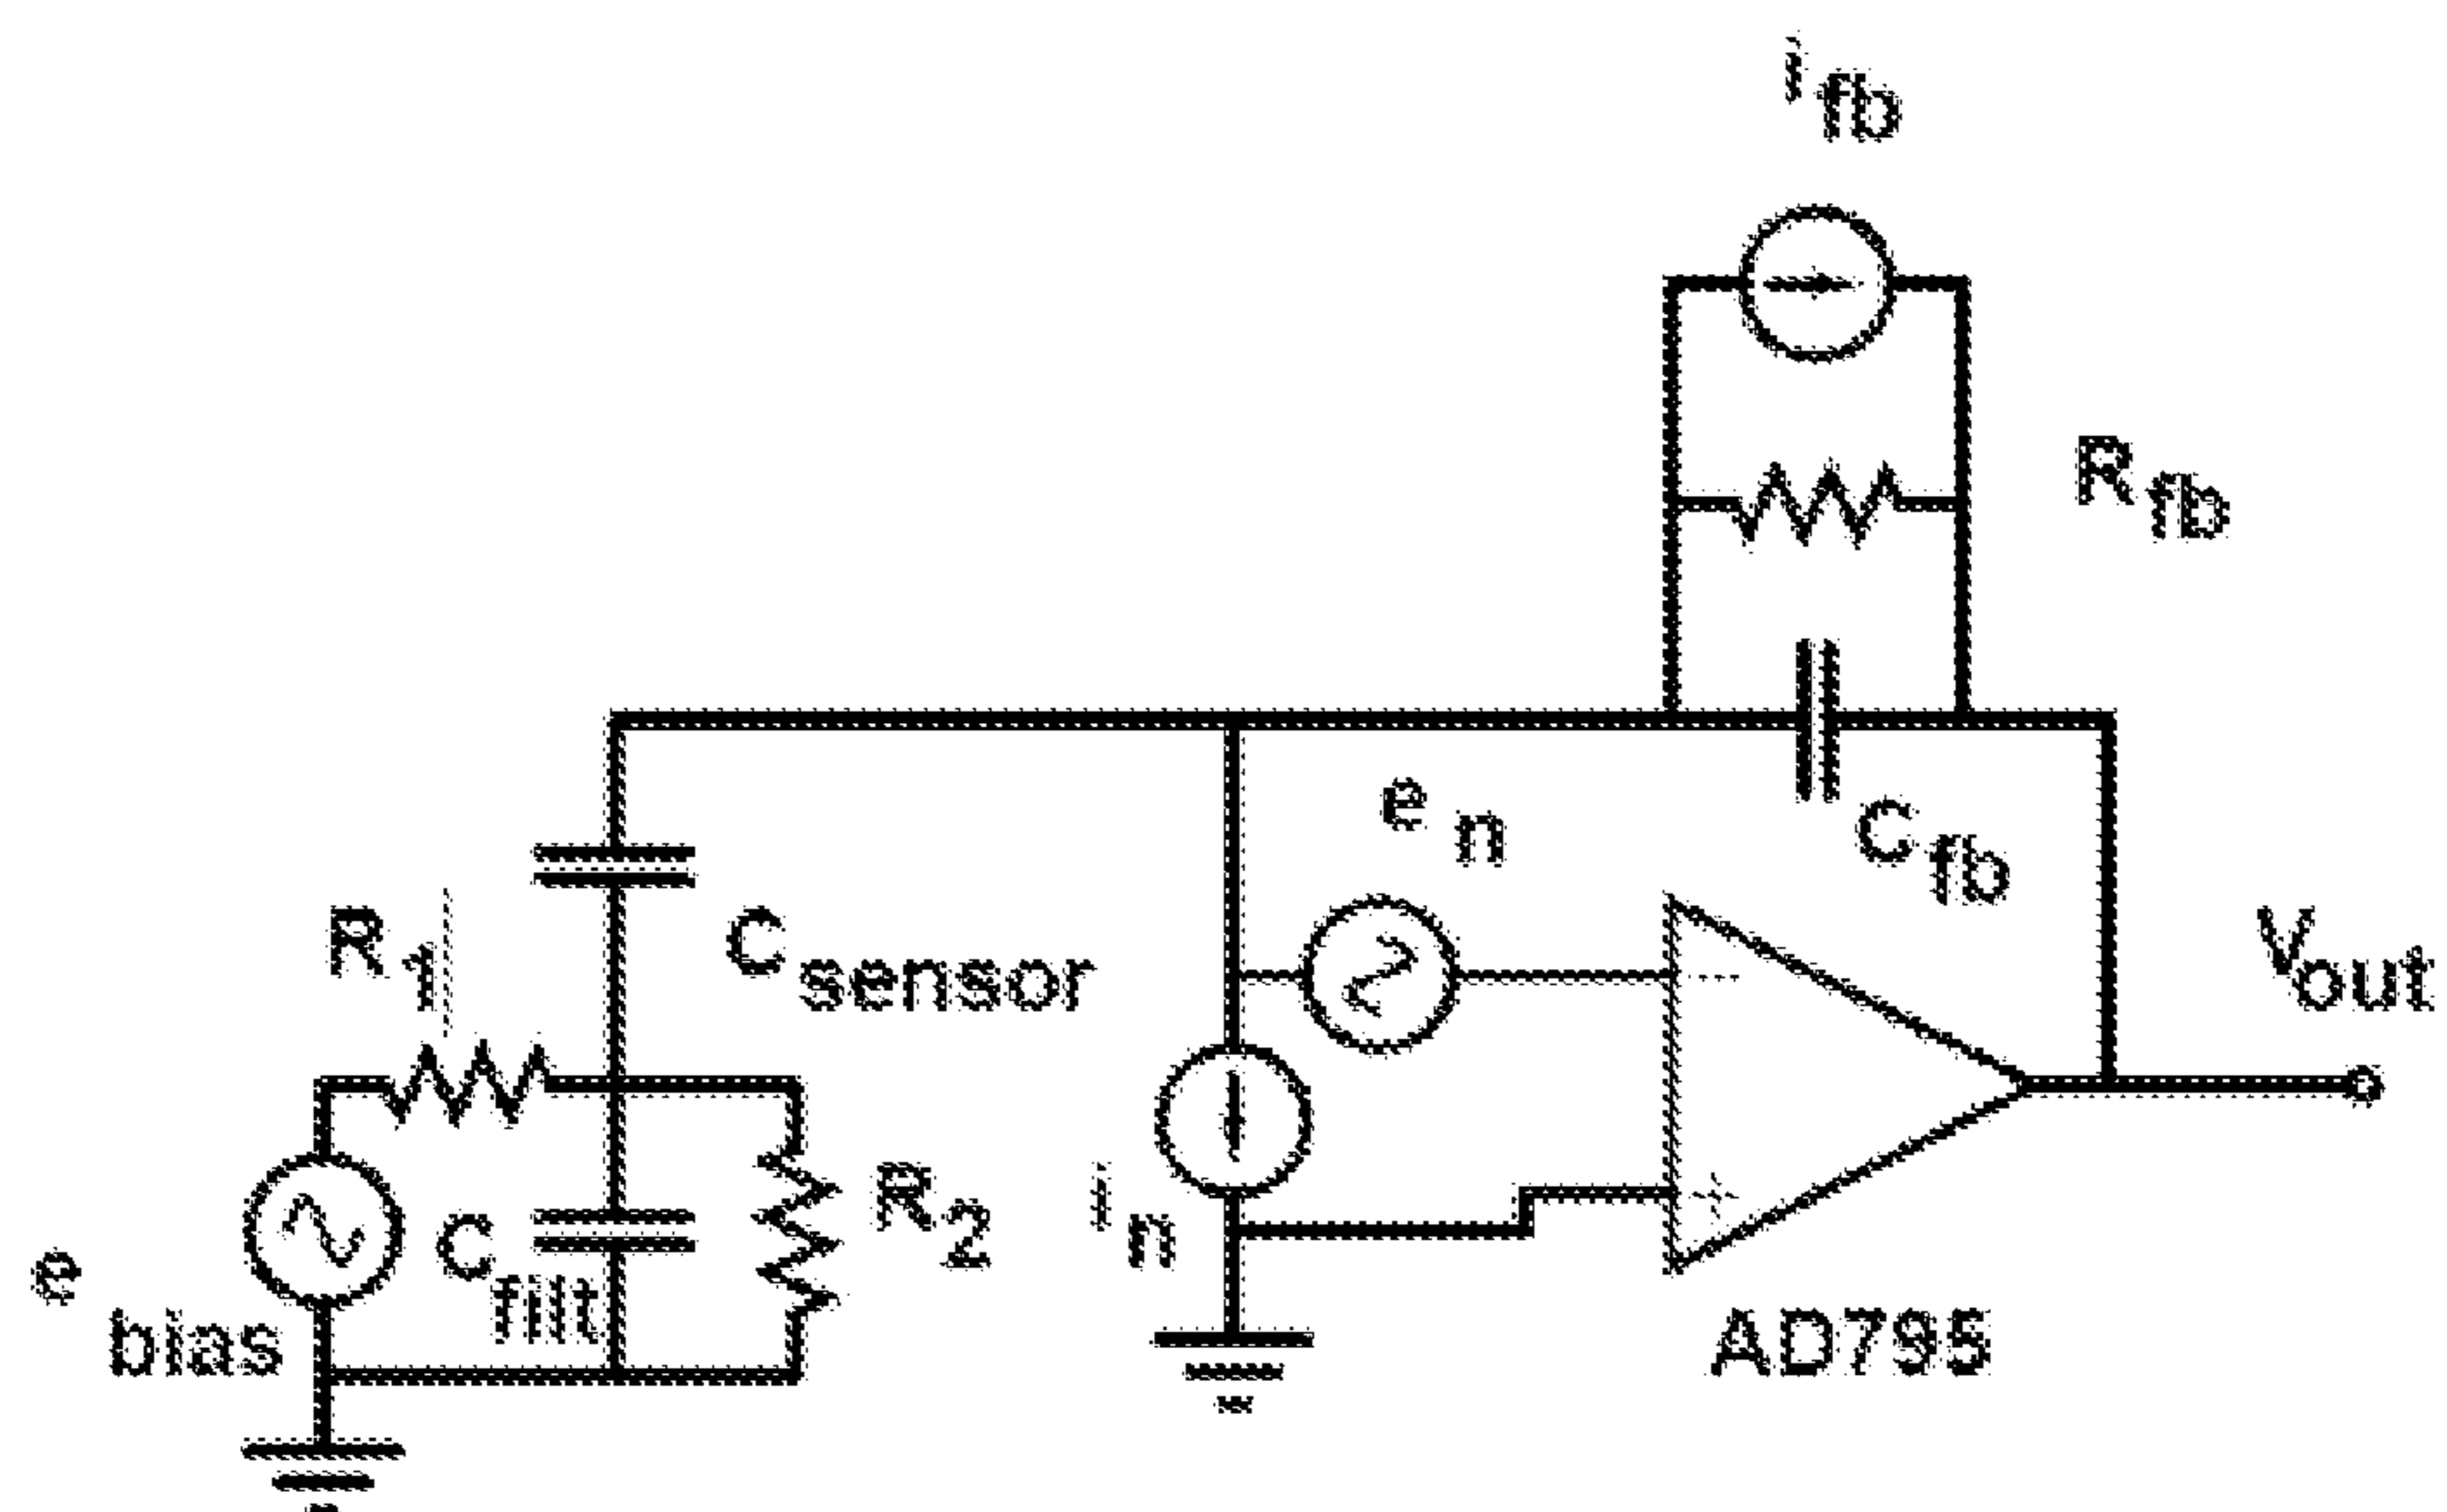 i fb
R fb
e n
C fb
R 1
C sensor
V out
R 2
i n
C filt
e bias
-
+
AD795